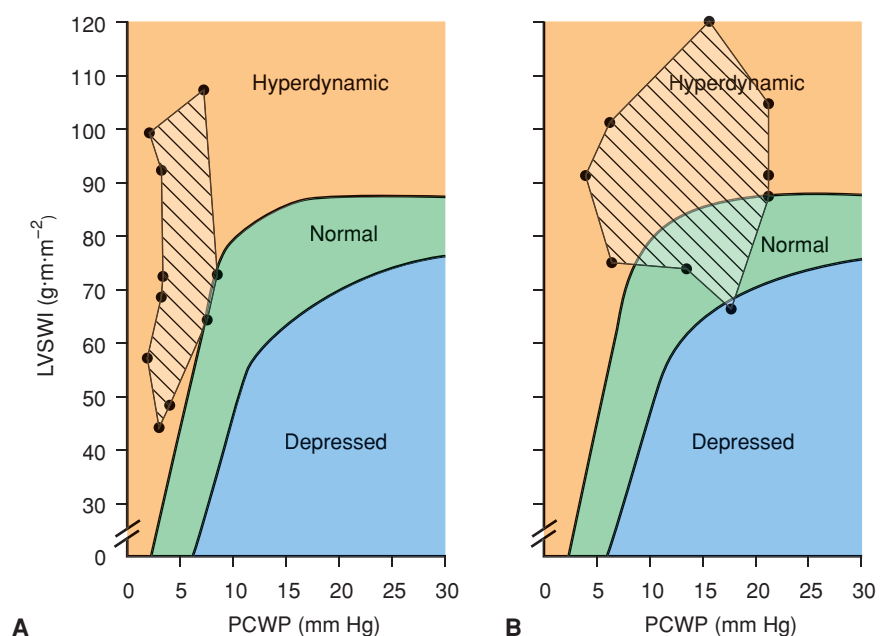 120
110
100
90
80
70
60
50
40
30
0
LVSWI (g·m·m⁻²)
Hyperdynamic
Normal
Depressed
0 5 10 15 20 25 30
A PCWP (mm Hg)
Hyperdynamic
Normal
Depressed
0 5 10 15 20 25 30
B PCWP (mm Hg)